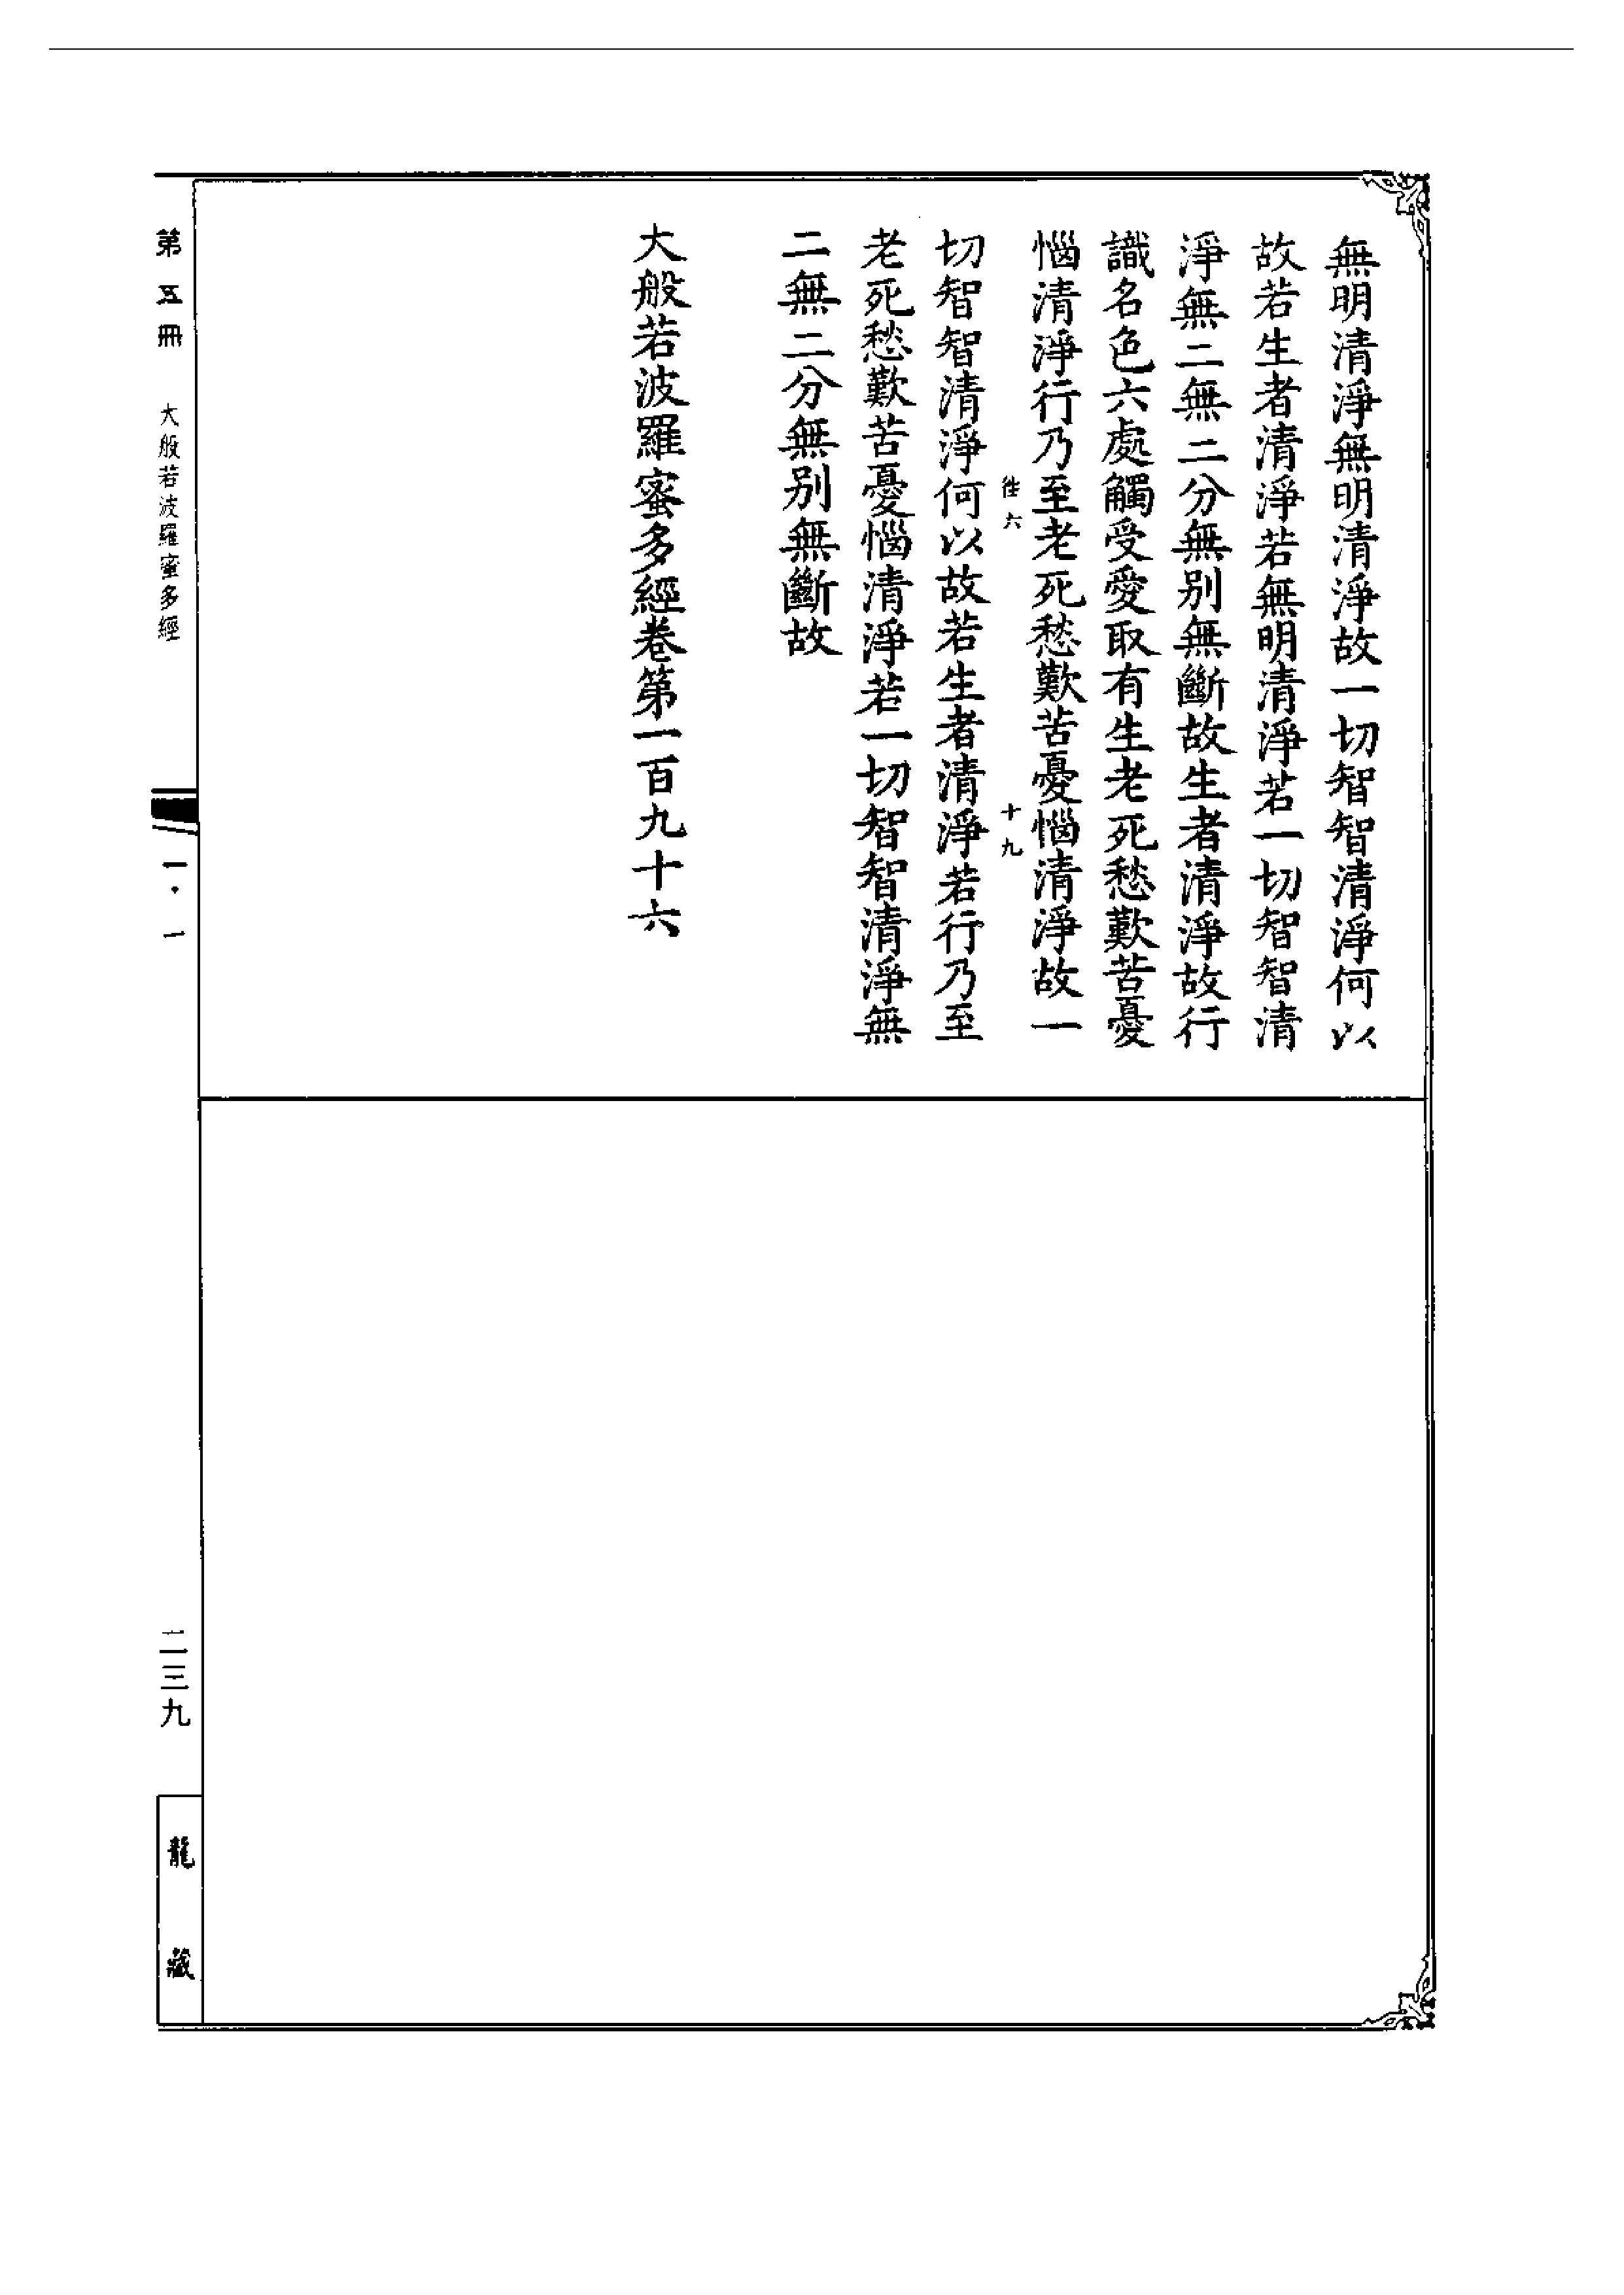 無明清淨無明清淨故一切智智清淨何以
故若生者清淨若無明清淨若一切智智清
淨無二無二分無别無斷故生者清淨故行
識名色六處觸受愛取有生老死愁歎苦憂
惱清淨行乃至老死愁歎苦憂惱清淨故一
徃六 十九
切智智清淨何以故若生者清淨若行乃至
老死愁歎苦憂惱清淨若一切智智清淨無
二無二分無别無斷故
大般若波羅蜜多經卷第一百九十六
第五冊 大般若波羅蜜多經 一・一 二三九 龍藏